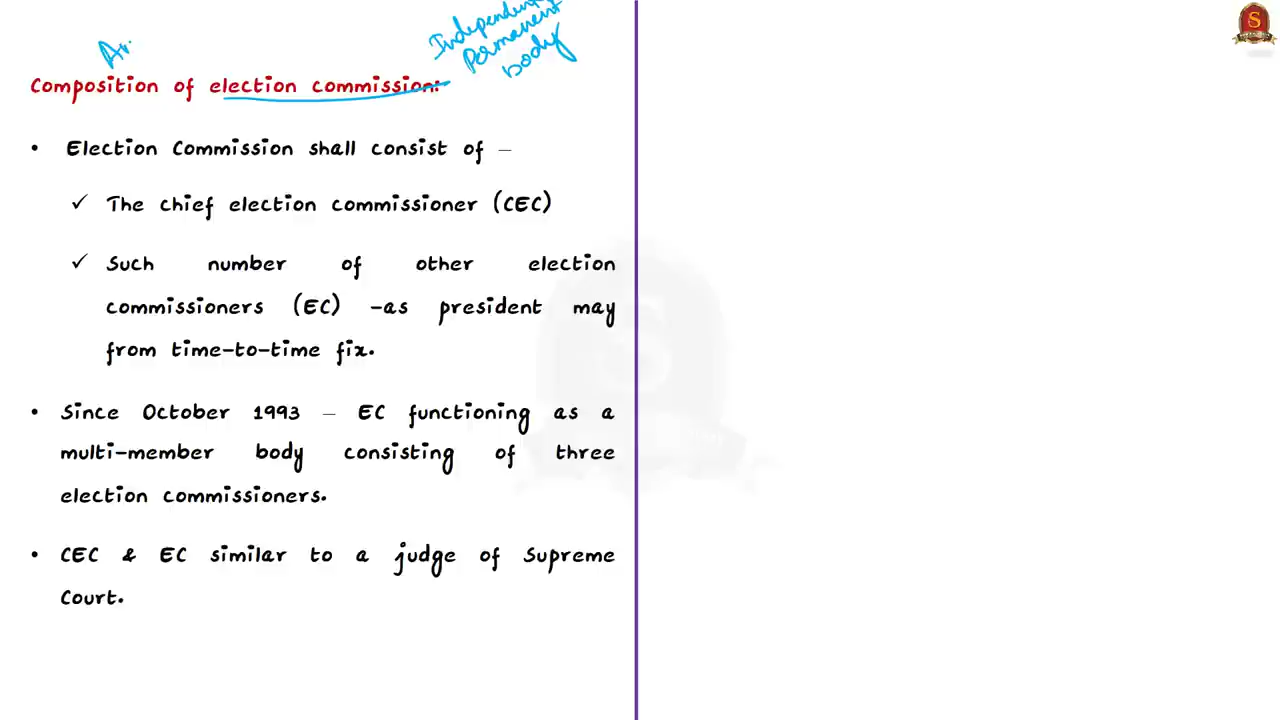 Independent
Permanent
body
Ar
Composition of election commission:
• Election Commission shall consist of –
✓ The chief election commissioner (CEC)
✓ Such number of other election
commissioners (EC) -as president may
from time-to-time fix.
• Since October 1993 – EC functioning as a
multi-member body consisting of three
election commissioners.
• CEC & EC similar to a judge of Supreme
Court.
S